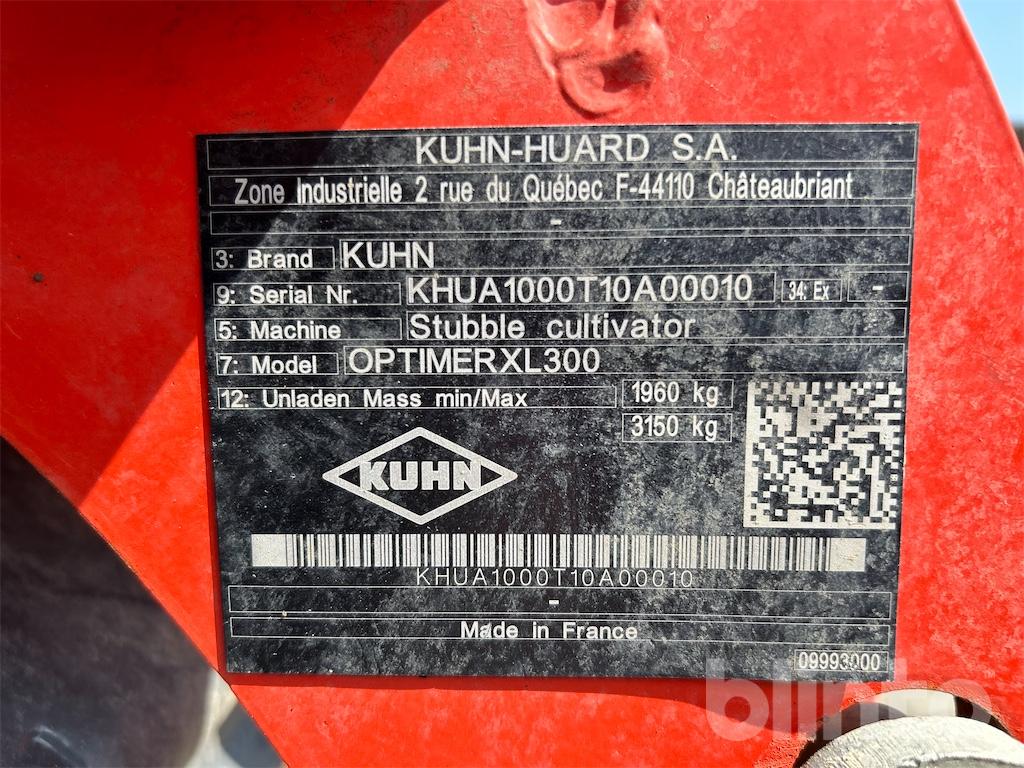 KUHN-HUARD S.A.
Zone Industrielle 2 rue du Québec F-44110 Châteaubriant
-
3: Brand KUHN
9: Serial Nr. KHUA1000T10A00010 34: Ex -
5: Machine Stubble cultivator
7: Model OPTIMERXL300
12: Unladen Mass min/Max 1960 kg
3150 kg
KUHN
KHUA1000T10A00010
-
Made in France
09993000
blinto